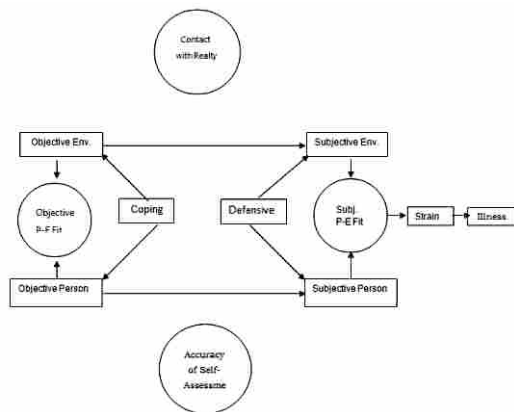 Contact
with Realty
Objective Env.
Subjective Env.
Objective
P-F Fit
Coping
Defensive
Subj.
P-E Fit
Strain
Illness
Objective Person
Subjective Person
Accuracy
of Self-
Assessme